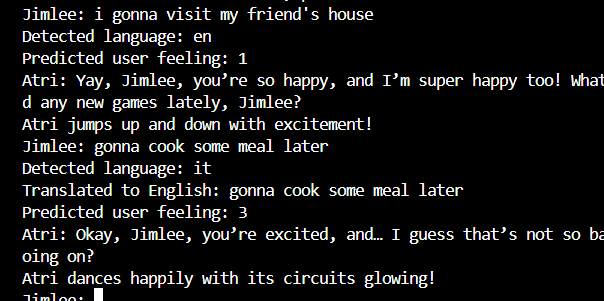 Jimlee: i gonna visit my friend's house
Detected language: en
Predicted user feeling: 1
Atri: Yay, Jimlee, you’re so happy, and I’m super happy too! What
d any new games lately, Jimlee?
Atri jumps up and down with excitement!
Jimlee: gonna cook some meal later
Detected language: it
Translated to English: gonna cook some meal later
Predicted user feeling: 3
Atri: Okay, Jimlee, you’re excited, and… I guess that’s not so ba
oing on?
Atri dances happily with its circuits glowing!
Jimlee: